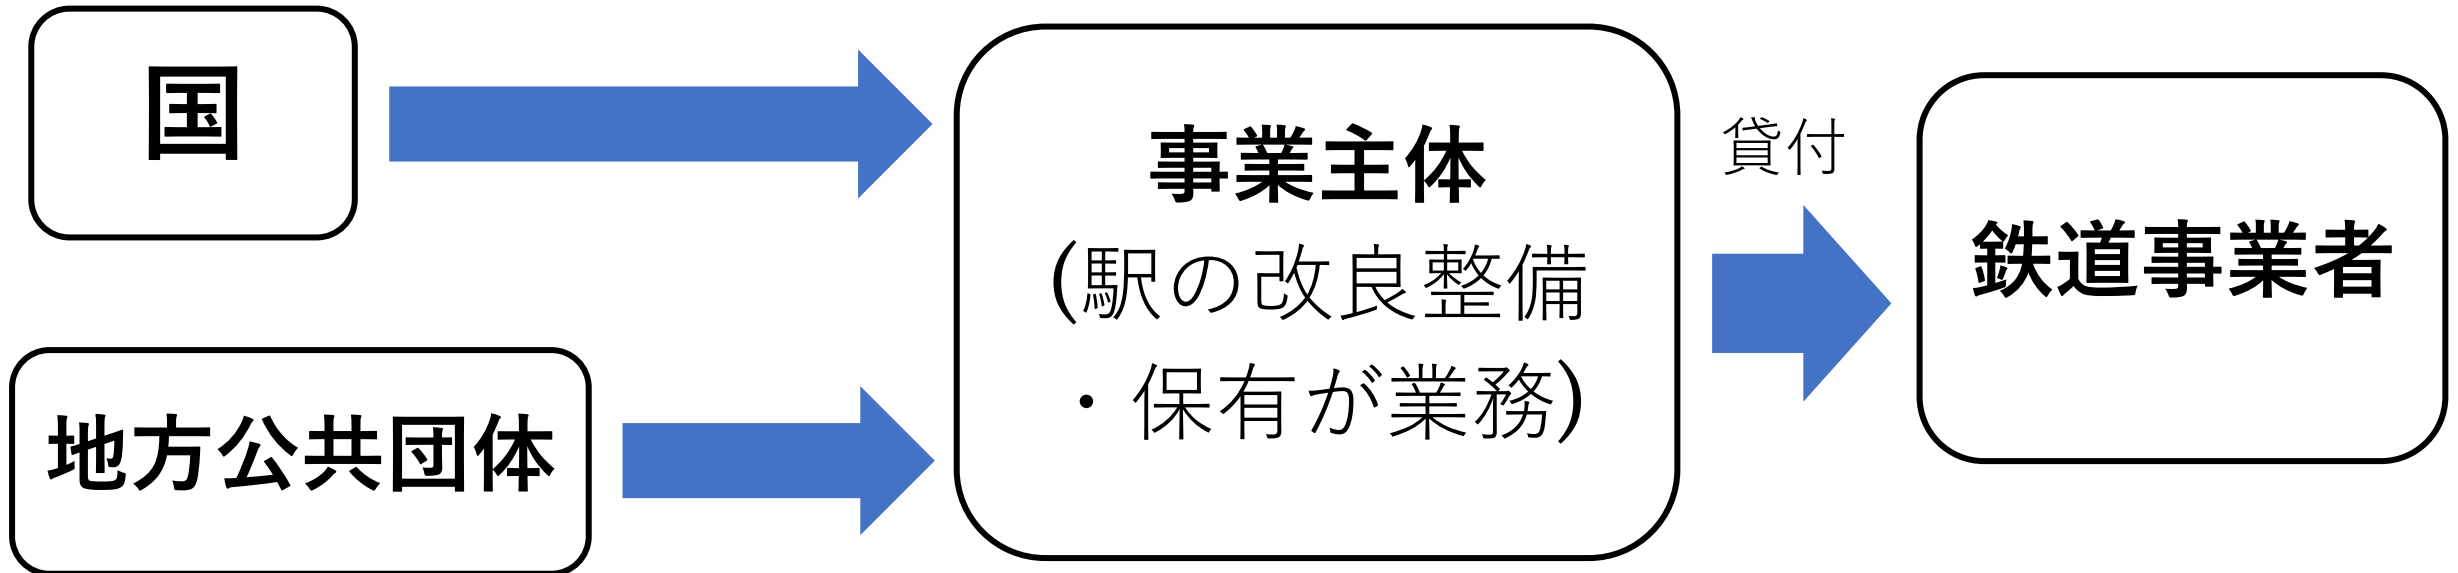 国
地方公共団体
事業主体
(駅の改良整備
・保有が業務)
貸付
鉄道事業者